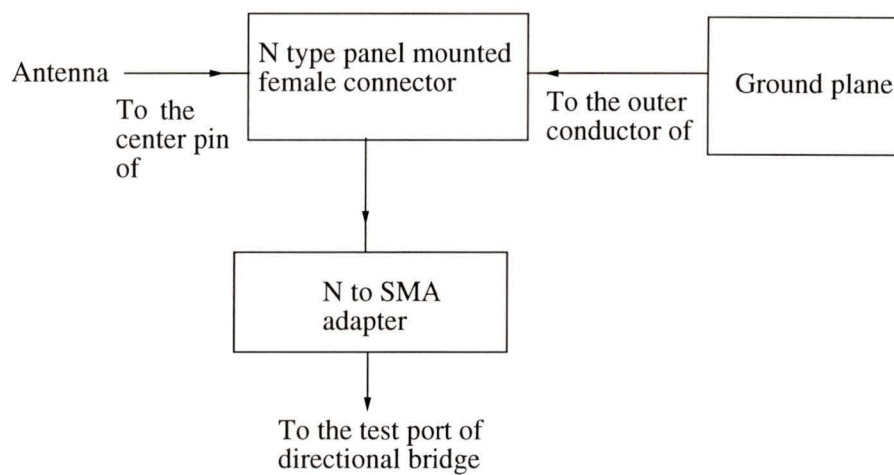 Antenna
To the
center pin
of
N type panel mounted
female connector
To the outer
conductor of
Ground plane
N to SMA
adapter
To the test port of
directional bridge